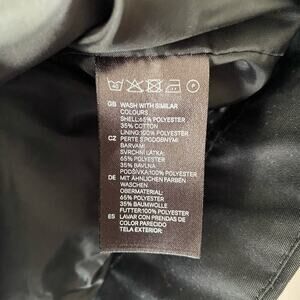 GB WASH WITH SIMILAR
COLOURS
SHELL:65% POLYESTER
35% COTTON
LINING:100% POLYESTER
CZ PERTE S PODOBNÝMI
BARVAMI
SVRCHNÍ LÁTKA:
65% POLYESTER
35% BAVLNA
PODŠÍVKA:100% POLYESTER
DE MIT ÄHNLICHEN FARBEN
WASCHEN
OBERMATERIAL:
65% POLYESTER
35% BAUMWOLLE
FUTTER:100% POLYESTER
ES LAVAR CON PRENDAS DE
COLOR PARECIDO
TELA EXTERIOR: